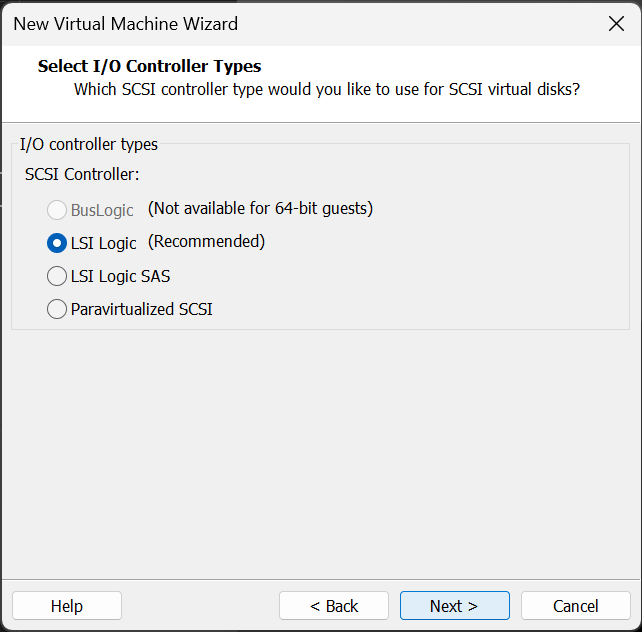 New Virtual Machine Wizard
Select I/O Controller Types
Which SCSI controller type would you like to use for SCSI virtual disks?
I/O controller types
SCSI Controller:
BusLogic (Not available for 64-bit guests)
LSI Logic (Recommended)
LSI Logic SAS
Paravirtualized SCSI
Help < Back Next > Cancel